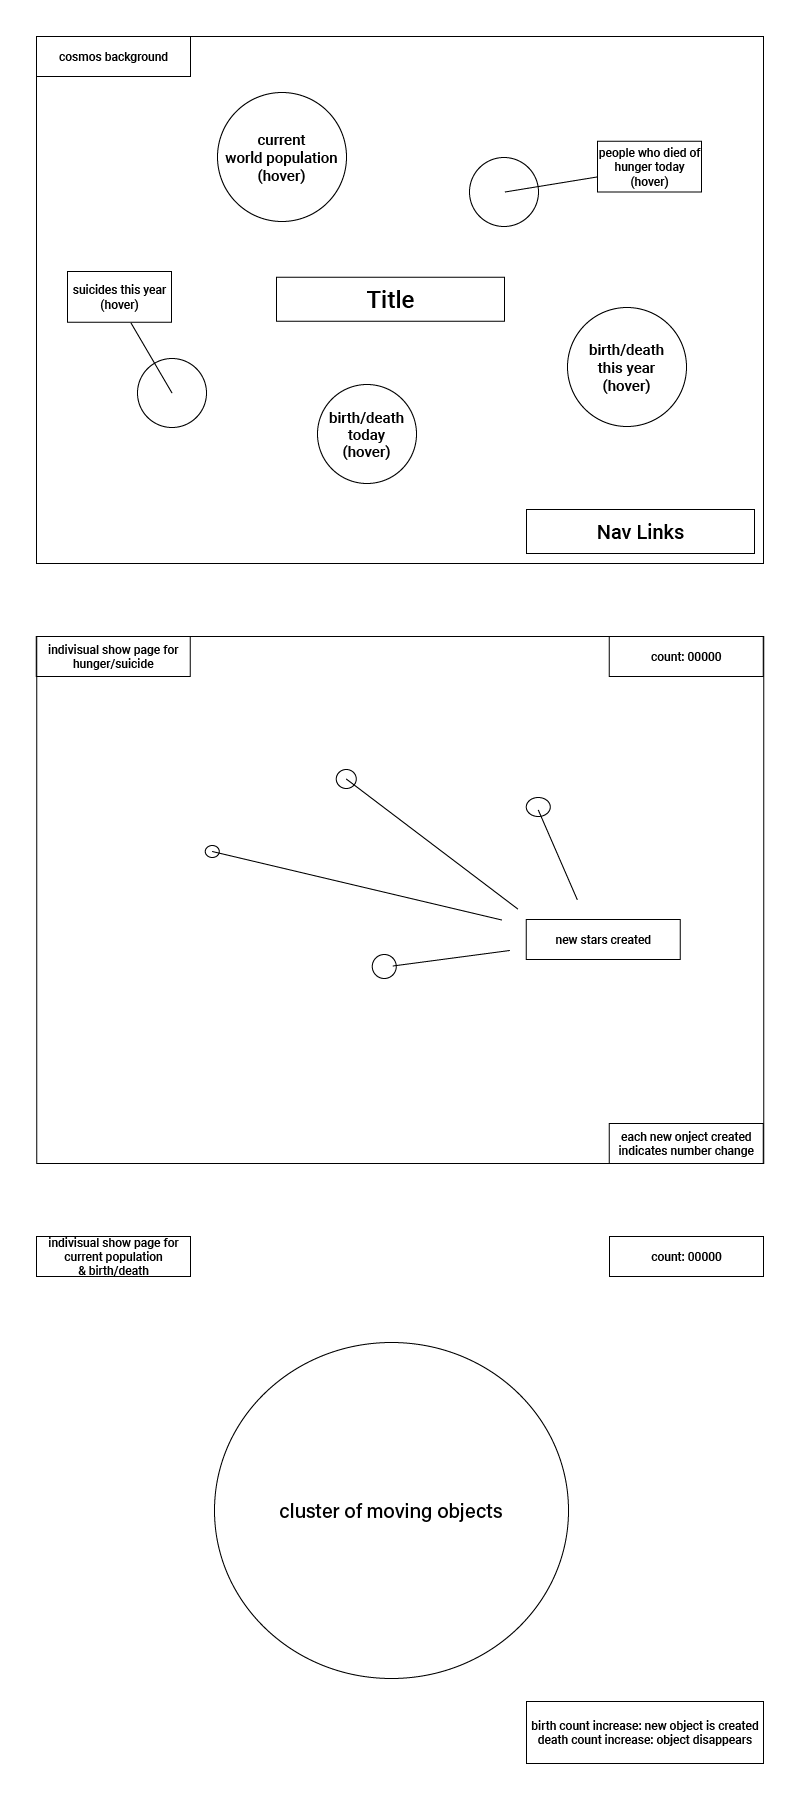 cosmos background
current
world population
(hover)
people who died of
hunger today
(hover)
suicides this year
(hover)
Title
birth/death
this year
(hover)
birth/death
today
(hover)
Nav Links
indivisual show page for
hunger/suicide
count: 00000
new stars created
each new onject created
indicates number change
indivisual show page for
current population
& birth/death
count: 00000
cluster of moving objects
birth count increase: new object is created
death count increase: object disappears